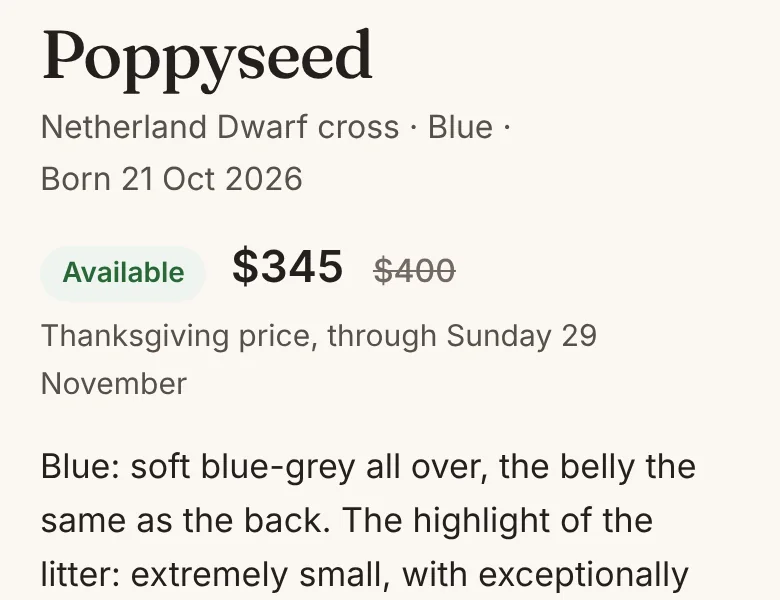 Poppyseed
Netherland Dwarf cross · Blue ·
Born 21 Oct 2026
Available $345 $400
Thanksgiving price, through Sunday 29
November
Blue: soft blue-grey all over, the belly the
same as the back. The highlight of the
litter: extremely small, with exceptionally